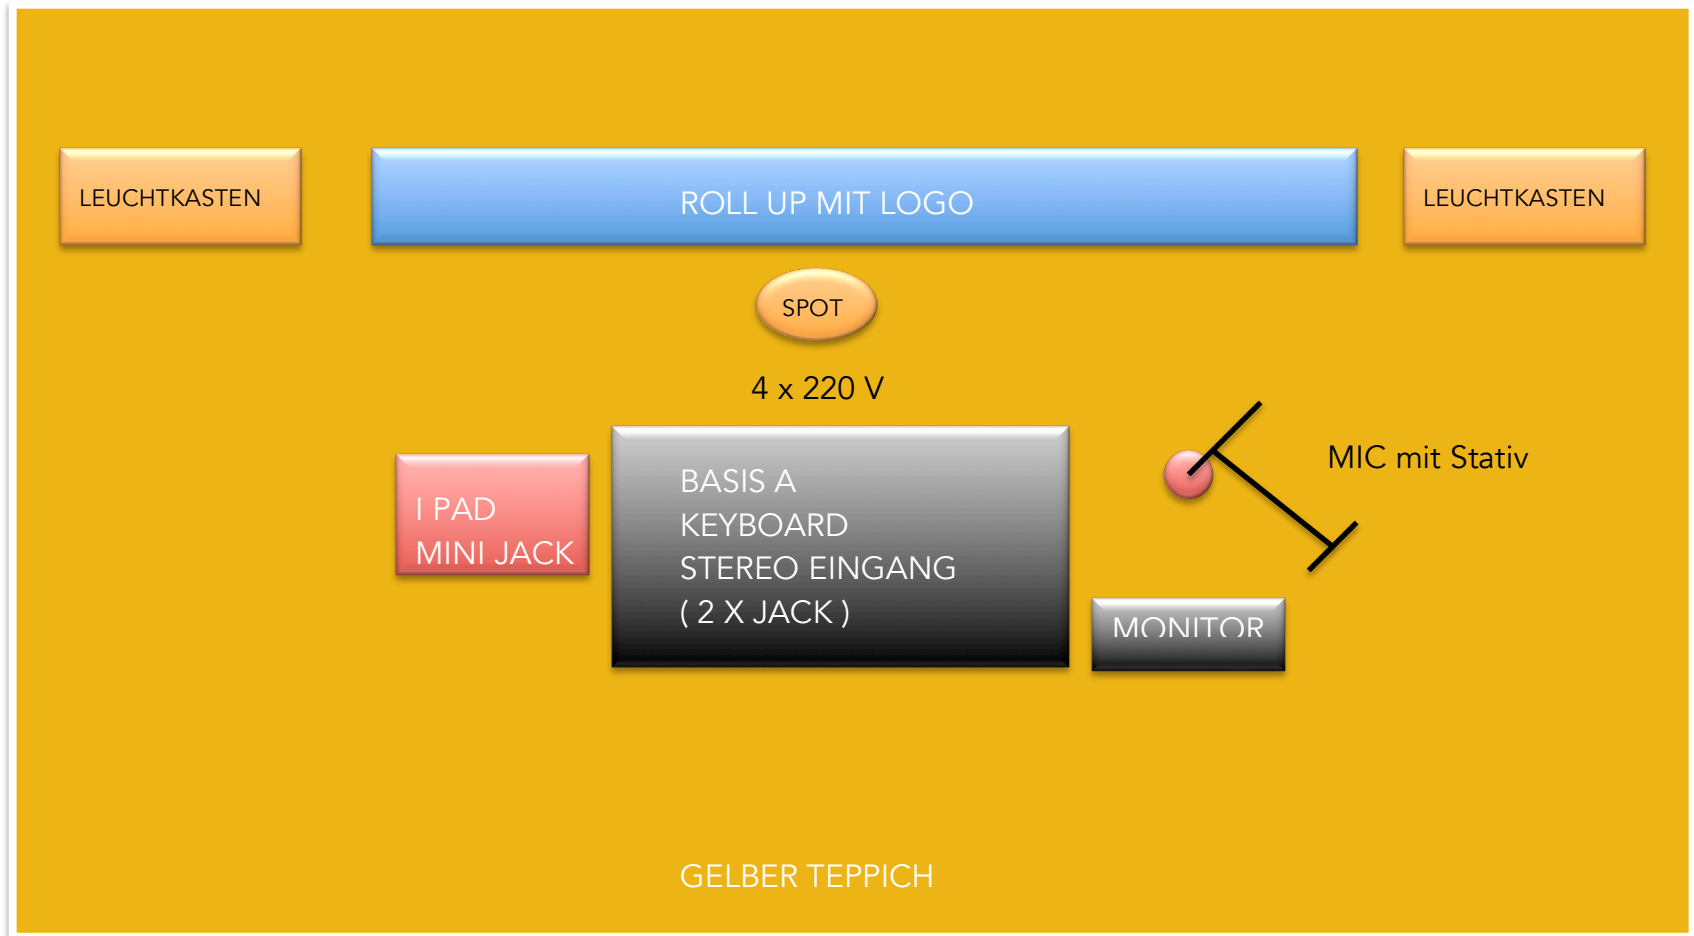 LEUCHTKASTEN
ROLL UP MIT LOGO
LEUCHTKASTEN
SPOT
4 x 220 V
I PAD
MINI JACK
BASIS A
KEYBOARD
STEREO EINGANG
( 2 X JACK )
MIC mit Stativ
MONITOR
GELBER TEPPICH